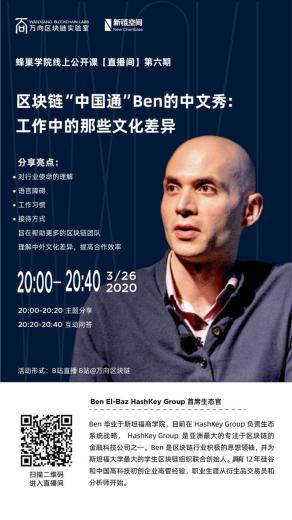 WANXIANG BLOCKCHAIN LABS
万向区块链实验室
新链空间
New Chainbase
蜂巢学院线上公开课【直播间】第六期
区块链“中国通”Ben的中文秀:
工作中的那些文化差异
分享亮点:
• 对行业使命的理解
• 语言障碍
• 工作习惯
• 接待方式
旨在帮助更多的区块链团队
理解中外文化差异，提高合作效率
20:00— 20:40 3/26
2020
20:00-20:20 主题分享
20:20-20:40 互动问答
活动形式: B站直播 B站@万向区块链
Ben El-Baz HashKey Group 首席生态官
Ben 毕业于斯坦福商学院，目前在 HashKey Group 负责生态
系统战略， HashKey Group 是亚洲最大的专注于区块链的
金融科技公司之一。Ben 是区块链行业积极的思想领袖，并为
斯坦福大学最大的学生区块链组织联合创始人。拥有 12 年硅谷
和中国高科技初创企业高管经验，职业生涯从衍生品交易员和
分析师开始。
扫描二维码
进入直播间